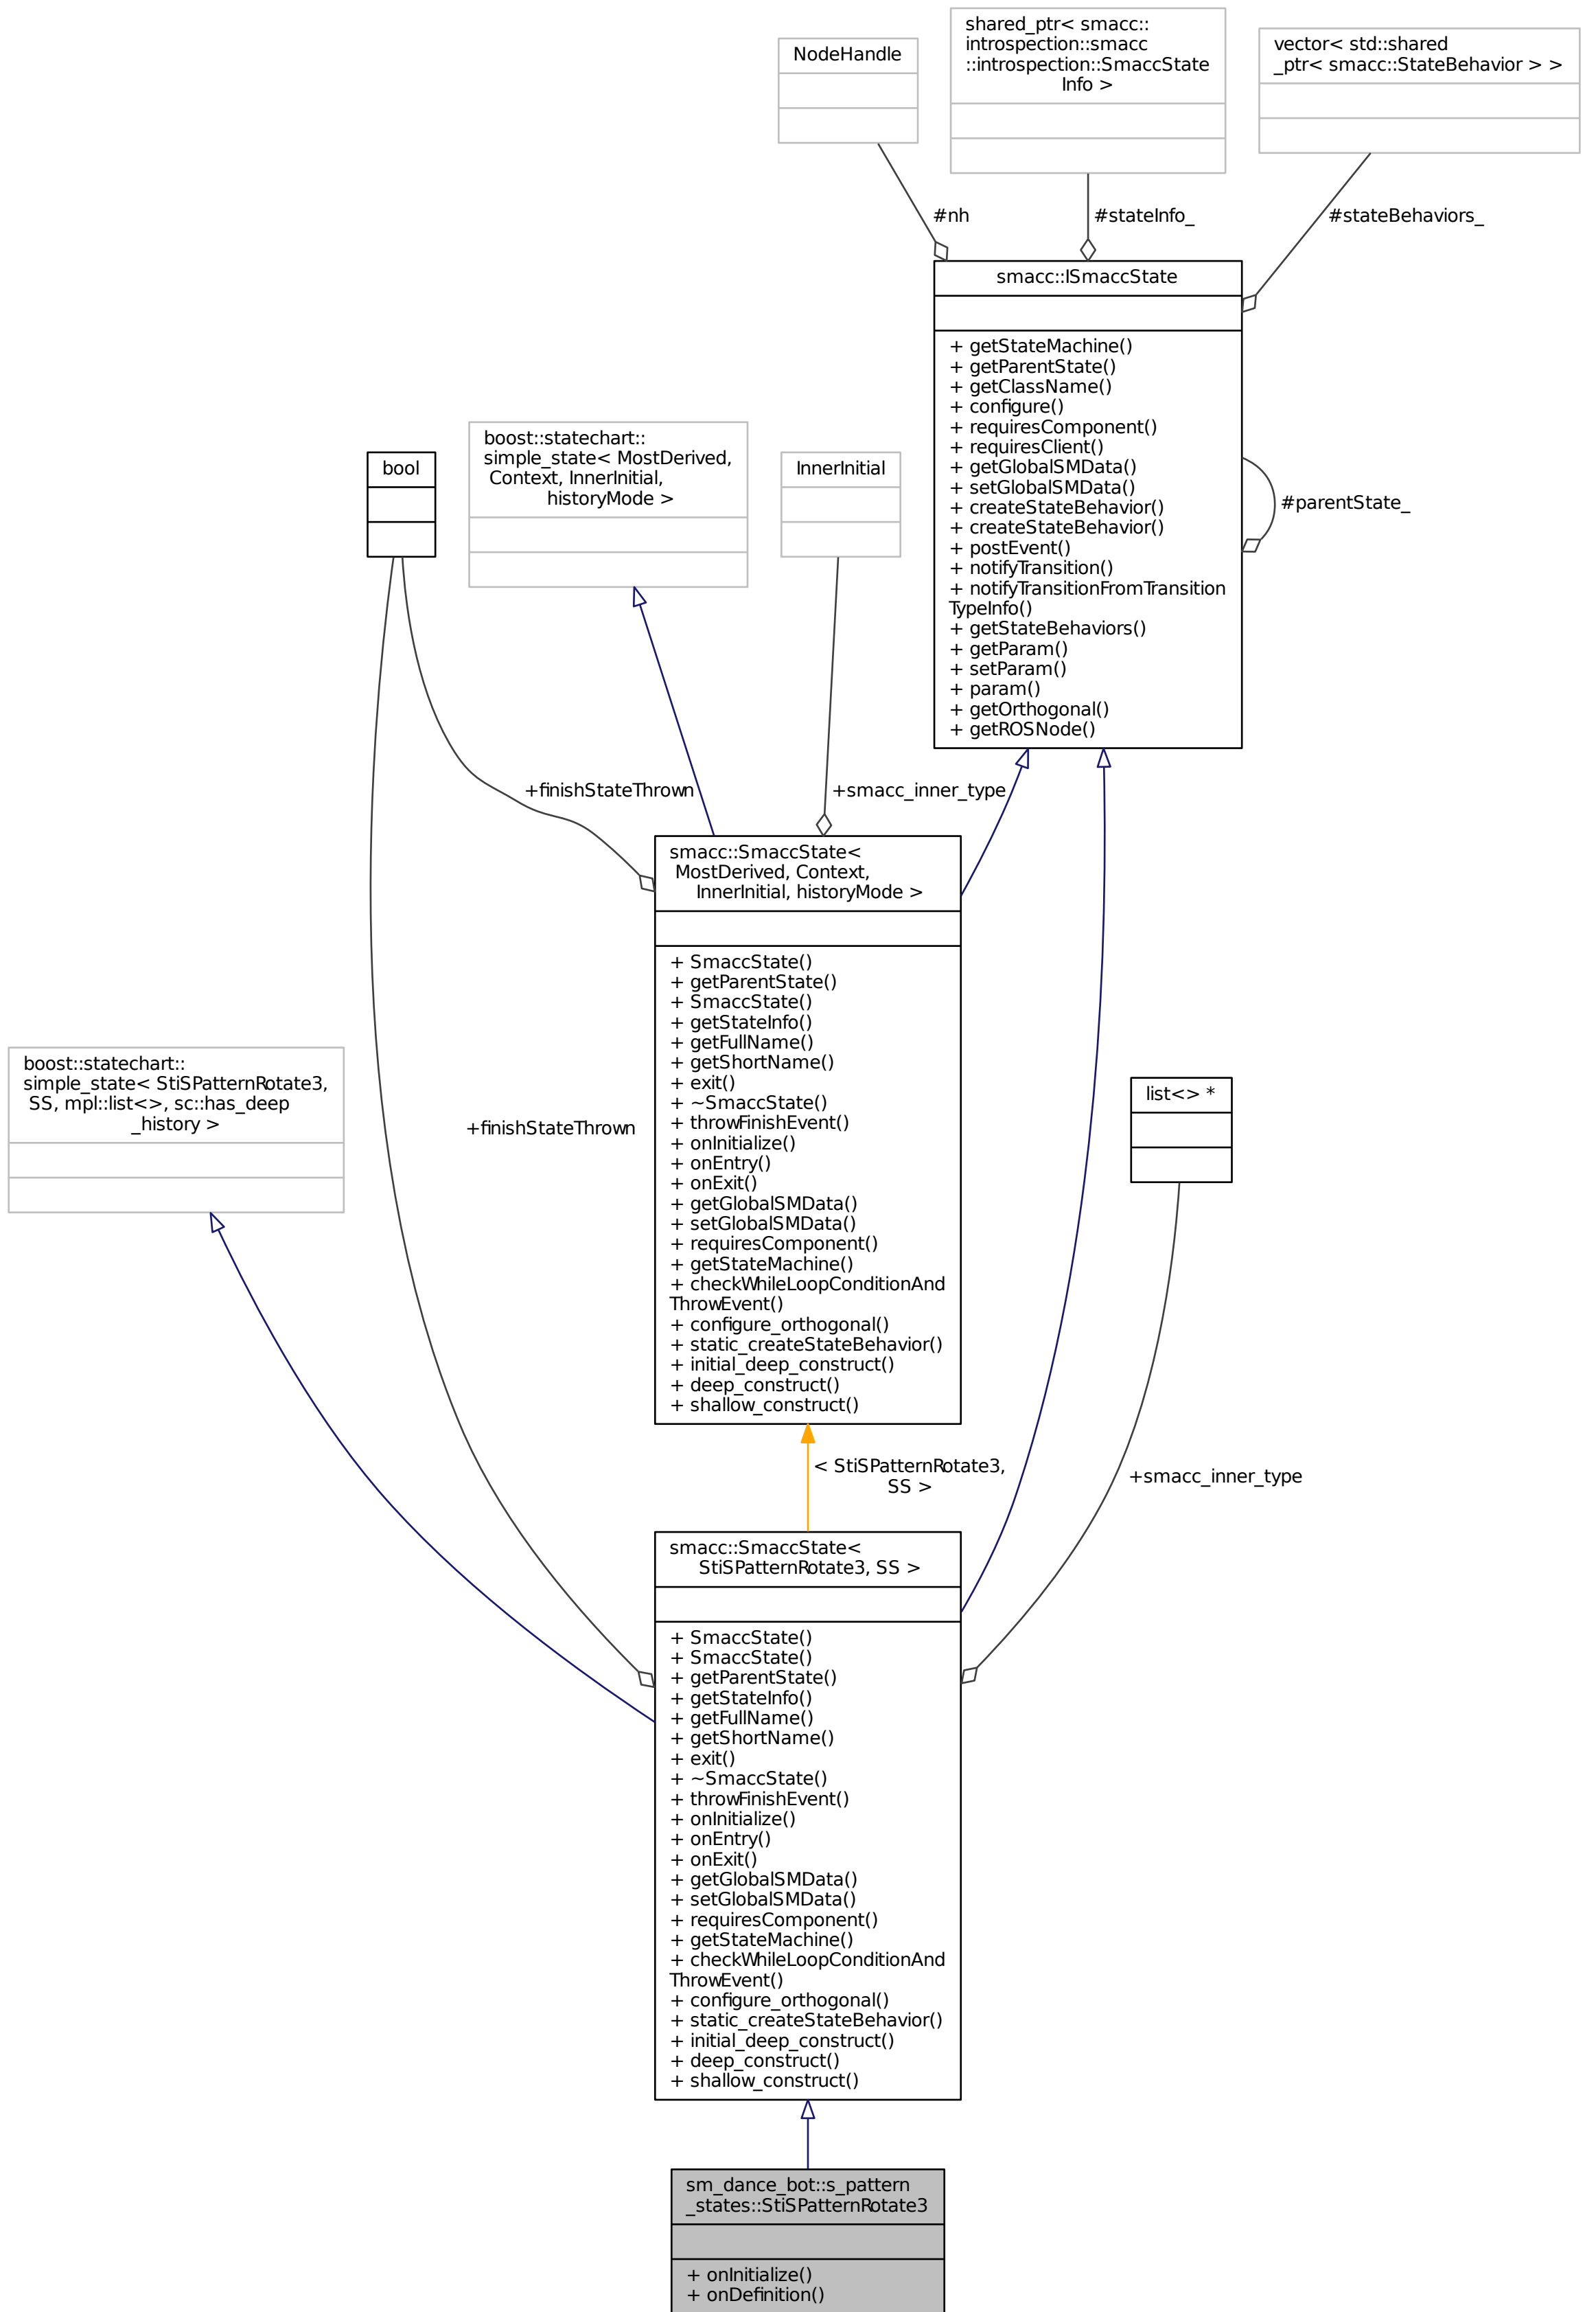 NodeHandle
shared_ptr< smacc::
introspection::smacc
::introspection::SmaccState
Info >
vector< std::shared
_ptr< smacc::StateBehavior > >
#nh
#stateInfo_
#stateBehaviors_
smacc::ISmaccState
+ getStateMachine()
+ getParentState()
+ getClassName()
+ configure()
+ requiresComponent()
+ requiresClient()
+ getGlobalSMData()
+ setGlobalSMData()
+ createStateBehavior()
+ createStateBehavior()
+ postEvent()
+ notifyTransition()
+ notifyTransitionFromTransition
TypeInfo()
+ getStateBehaviors()
+ getParam()
+ setParam()
+ param()
+ getOrthogonal()
+ getROSNode()
#parentState_
bool
boost::statechart::
simple_state< MostDerived,
Context, InnerInitial,
historyMode >
InnerInitial
+finishStateThrown
+smacc_inner_type
smacc::SmaccState<
MostDerived, Context,
InnerInitial, historyMode >
+ SmaccState()
+ getParentState()
+ SmaccState()
+ getStateInfo()
+ getFullName()
+ getShortName()
+ exit()
+ ~SmaccState()
+ throwFinishEvent()
+ onInitialize()
+ onEntry()
+ onExit()
+ getGlobalSMData()
+ setGlobalSMData()
+ requiresComponent()
+ getStateMachine()
+ checkWhileLoopConditionAnd
ThrowEvent()
+ configure_orthogonal()
+ static_createStateBehavior()
+ initial_deep_construct()
+ deep_construct()
+ shallow_construct()
boost::statechart::
simple_state< StiSPatternRotate3,
SS, mpl::list<>, sc::has_deep
_history >
+finishStateThrown
list<> *
< StiSPatternRotate3,
SS >
+smacc_inner_type
smacc::SmaccState<
StiSPatternRotate3, SS >
+ SmaccState()
+ SmaccState()
+ getParentState()
+ getStateInfo()
+ getFullName()
+ getShortName()
+ exit()
+ ~SmaccState()
+ throwFinishEvent()
+ onInitialize()
+ onEntry()
+ onExit()
+ getGlobalSMData()
+ setGlobalSMData()
+ requiresComponent()
+ getStateMachine()
+ checkWhileLoopConditionAnd
ThrowEvent()
+ configure_orthogonal()
+ static_createStateBehavior()
+ initial_deep_construct()
+ deep_construct()
+ shallow_construct()
sm_dance_bot::s_pattern
_states::StiSPatternRotate3
+ onInitialize()
+ onDefinition()